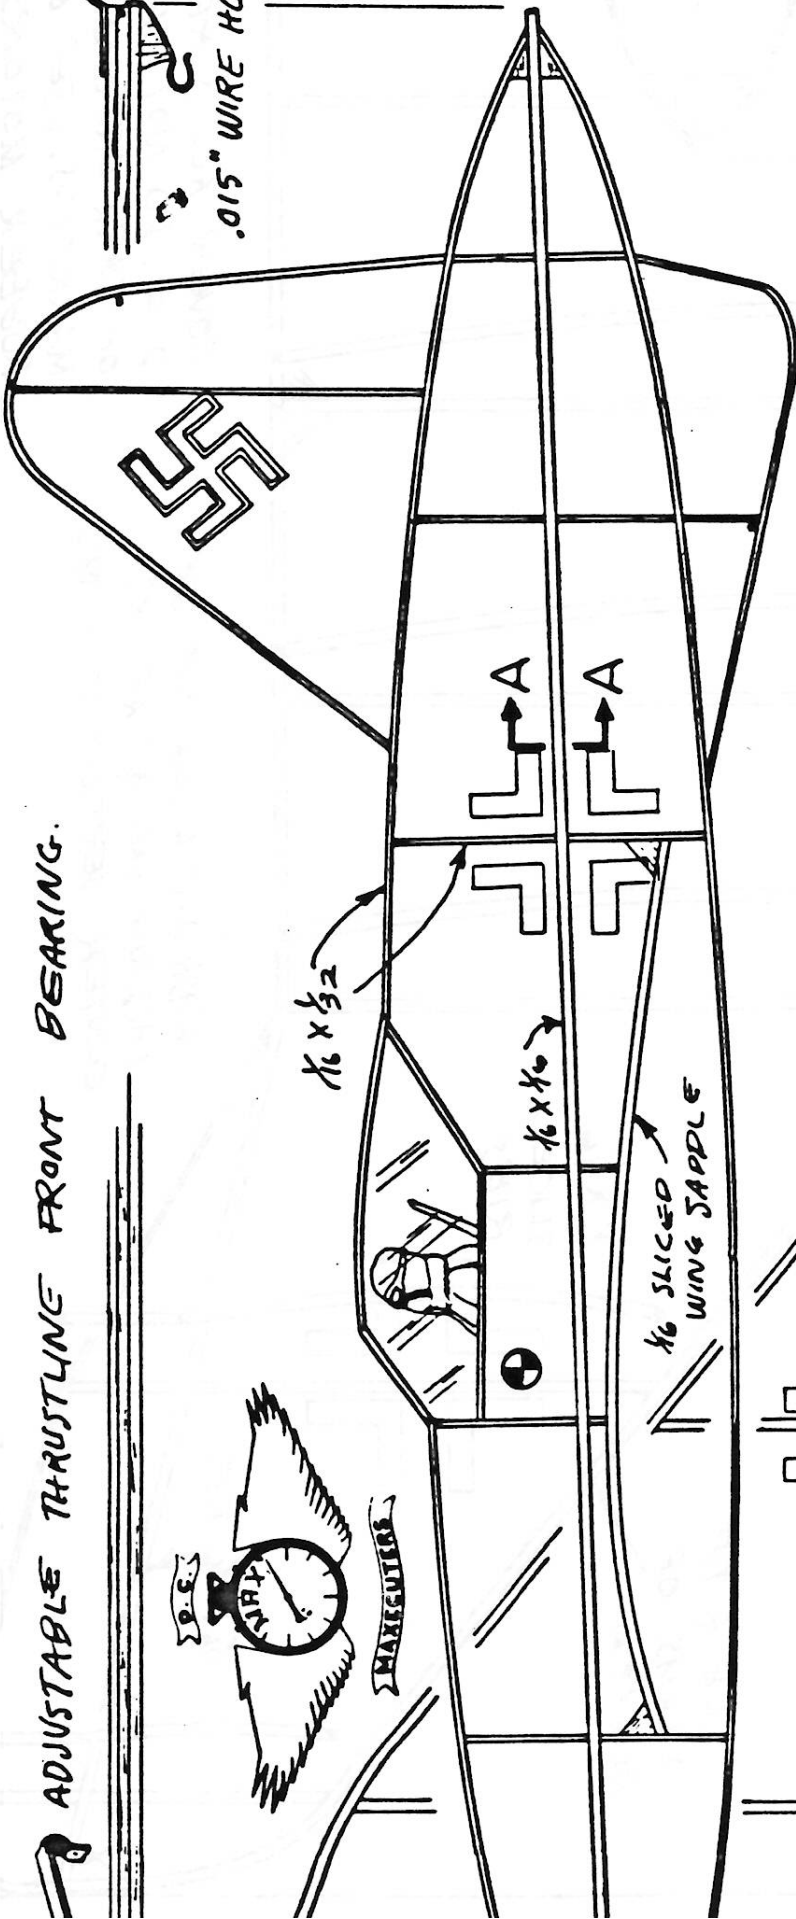 .015" WIRE
ADJUSTABLE THRUSTLINE FRONT BEARING.
A
A
1/16 X 1/32
1/16 X 1/16
1/16 SLICED
WING SADDLE
D.C.
MAX
MAXECUTERS